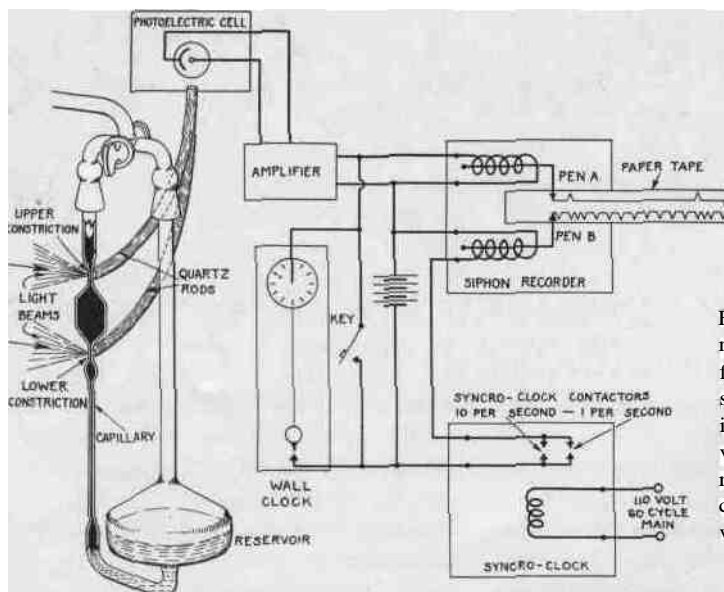 PHOTOELECTRIC CELL
AMPLIFIER
PEN A
PAPER TAPE
PEN B
SIPHON RECORDER
UPPER
CONSTRICTION
QUARTZ
RODS
LIGHT
BEAMS
LOWER
CONSTRICTION
CAPILLARY
KEY
SYNCRO-CLOCK CONTACTORS
10 PER SECOND — 1 PER SECOND
WALL
CLOCK
RESERVOIR
110 VOLT
60 CYCLE
MAIN
SYNCRO-CLOCK